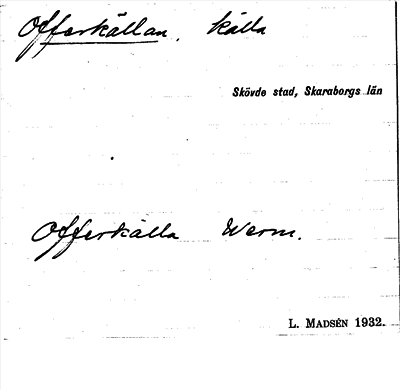 Offerkällan. källa
Skövde stad, Skaraborgs län
Offerkälla Werm.
L. MADSÉN 1932.